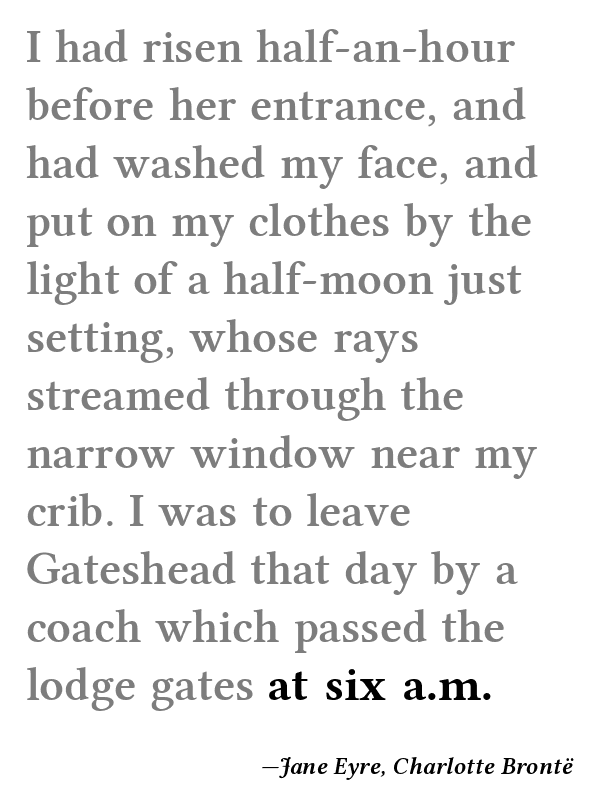 I had risen half-an-hour
before her entrance, and
had washed my face, and
put on my clothes by the
light of a half-moon just
setting, whose rays
streamed through the
narrow window near my
crib. I was to leave
Gateshead that day by a
coach which passed the
lodge gates at six a.m.
—Jane Eyre, Charlotte Brontë